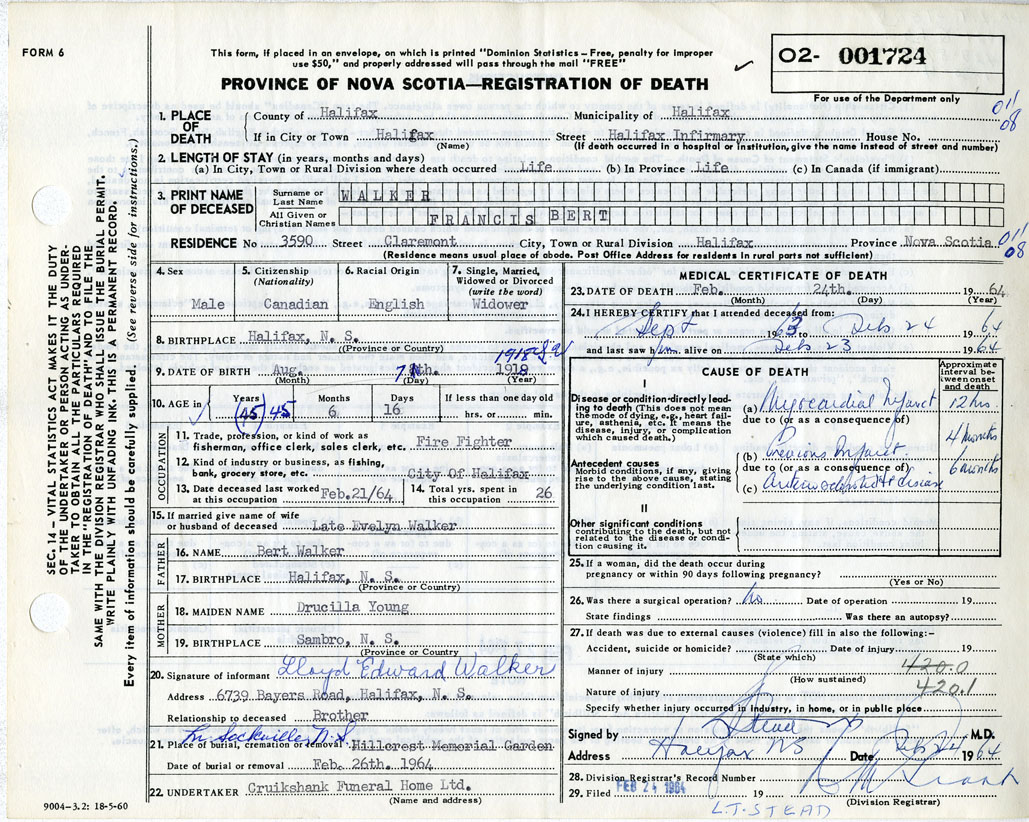 FORM 6
This form, if placed in an envelope, on which is printed "Dominion Statistics – Free, penalty for improper
use $50," and properly addressed will pass through the mail "FREE"
PROVINCE OF NOVA SCOTIA—REGISTRATION OF DEATH
O2- 001724
For use of the Department only
011
08
1. PLACE OF DEATH
County of Halifax Municipality of Halifax
If in City or Town Halifax Street Halifax Infirmary House No.
(Name) (If death occurred in a hospital or institution, give the name instead of street and number)
2. LENGTH OF STAY (in years, months and days)
(a) In City, Town or Rural Division where death occurred Life (b) In Province Life (c) In Canada (if immigrant)
3. PRINT NAME OF DECEASED
Surname or Last Name WALKER
All Given or Christian Names FRANCIS BERT
RESIDENCE No 3590 Street Claremont City, Town or Rural Division Halifax Province Nova Scotia
(Residence means usual place of abode. Post Office Address for residents in rural parts not sufficient)
011
08
4. Sex
Male
5. Citizenship
(Nationality)
Canadian
6. Racial Origin
English
7. Single, Married,
Widowed or Divorced
(write the word)
Widower
8. BIRTHPLACE Halifax, N. S.
(Province or Country)
9. DATE OF BIRTH Aug. 8th. 1918
(Month) (Day) (Year)
10. AGE in
Years Months Days If less than one day old
(45) 45 6 16 hrs. or min.
OCCUPATION
11. Trade, profession, or kind of work as
fisherman, office clerk, sales clerk, etc. Fire Fighter
12. Kind of industry or business, as fishing,
bank, grocery store, etc. City Of Halifax
13. Date deceased last worked
at this occupation Feb.21/64
14. Total yrs. spent in
this occupation 26
15. If married give name of wife
or husband of deceased Late Evelyn Walker
FATHER
16. NAME Bert Walker
17. BIRTHPLACE Halifax, N. S.
(Province or Country)
MOTHER
18. MAIDEN NAME Drucilla Young
19. BIRTHPLACE Sambro, N. S.
(Province or Country)
20. Signature of informant Lloyd Edward Walker
Address 6739 Bayers Road, Halifax, N. S.
Relationship to deceased Brother
Sackville N.S
21. Place of burial, cremation or removal Hillcrest Memorial Garden
Date of burial or removal Feb. 26th. 1964
22. UNDERTAKER Cruikshank Funeral Home Ltd.
(Name and address)
9004–3.2: 18-5-60
MEDICAL CERTIFICATE OF DEATH
23. DATE OF DEATH Feb. 24th. 1964
(Month) (Day) (Year)
24. I HEREBY CERTIFY that I attended deceased from:
Sept 1963 to Feb 24 1964
and last saw him alive on Feb 23 1964
CAUSE OF DEATH
Approximate
interval be-
tween onset
and death
I
Disease or condition directly lead-
ing to death (This does not mean
the mode of dying, e.g., heart fail-
ure, asthenia, etc. It means the
disease, injury, or complication
which caused death.)
(a) Myocardial Infarct 12 hrs.
due to (or as a consequence of)
(b) Previous Infarct 4 months
Antecedent causes
Morbid conditions, if any, giving
rise to the above cause, stating
the underlying condition last.
due to (or as a consequence of)
(c) 6 months
II
Other significant conditions
contributing to the death, but not
related to the disease or condi-
tion causing it.
25. If a woman, did the death occur during
pregnancy or within 90 days following pregnancy?
(Yes or No)
26. Was there a surgical operation? No Date of operation 19
State findings Was there an autopsy?
27. If death was due to external causes (violence) fill in also the following:–
Accident, suicide or homicide? Date of injury 19
(State which)
Manner of injury 420.0
(How sustained)
Nature of injury 420.1
Specify whether injury occurred in industry, in home, or in public place
Signed by Stead M.D.
Address Halifax NS Date Feb 24 1964
28. Division Registrar's Record Number
29. Filed FEB 24 1964 19
(Division Registrar)
L.T. STEAD
SEC. 14 – VITAL STATISTICS ACT MAKES IT THE DUTY
OF THE UNDERTAKER OR PERSON ACTING AS UNDER-
TAKER TO OBTAIN ALL THE PARTICULARS REQUIRED
IN THE "REGISTRATION OF DEATH" AND TO FILE THE
SAME WITH THE DIVISION REGISTRAR WHO SHALL ISSUE THE BURIAL PERMIT.
WRITE PLAINLY WITH UNFADING INK. THIS IS A PERMANENT RECORD.
Every item of information should be carefully supplied. (See reverse side for instructions.)